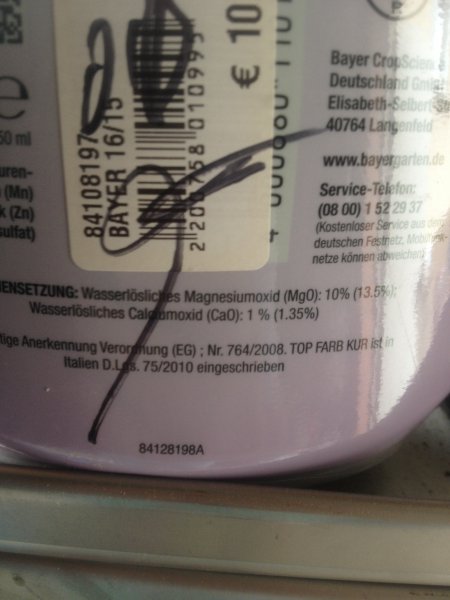 50 ml
uren-
(Mn)
k (Zn)
sulfat)
84108197
BAYER 16/15
€ 10
Bayer CropScien
Deutschland Gm
Elisabeth-Selbert-
40764 Langenfeld
www.bayergarten.de
Service-Telefon:
(08 00) 1 52 29 37
(Kostenloser Service aus dem
deutschen Festnetz, Mobilfunk-
netze können abweichen)
ENSETZUNG: Wasserlösliches Magnesiumoxid (MgO): 10% (13.5%);
Wasserlösliches Calciumoxid (CaO): 1 % (1.35%)
tige Anerkennung Verordnung (EG) ; Nr. 764/2008. TOP FARB KUR ist in
Italien D.Lgs. 75/2010 eingeschrieben
84128198A